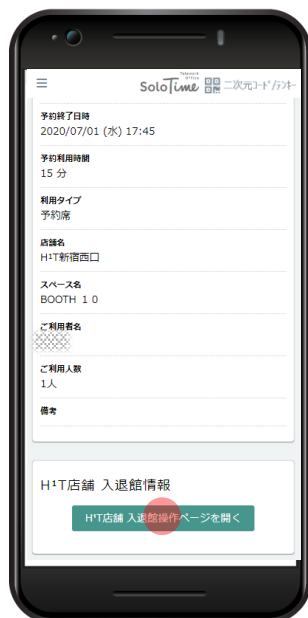 Telework
Office
SoloTime 二次元コード/テンキー
予約終了日時
2020/07/01 (水) 17:45
予約利用時間
15 分
利用タイプ
予約席
店舗名
H¹T新宿西口
スペース名
BOOTH １０
ご利用者名
ご利用人数
1人
備考
H¹T店舗 入退館情報
H¹T店舗 入退館操作ページを開く